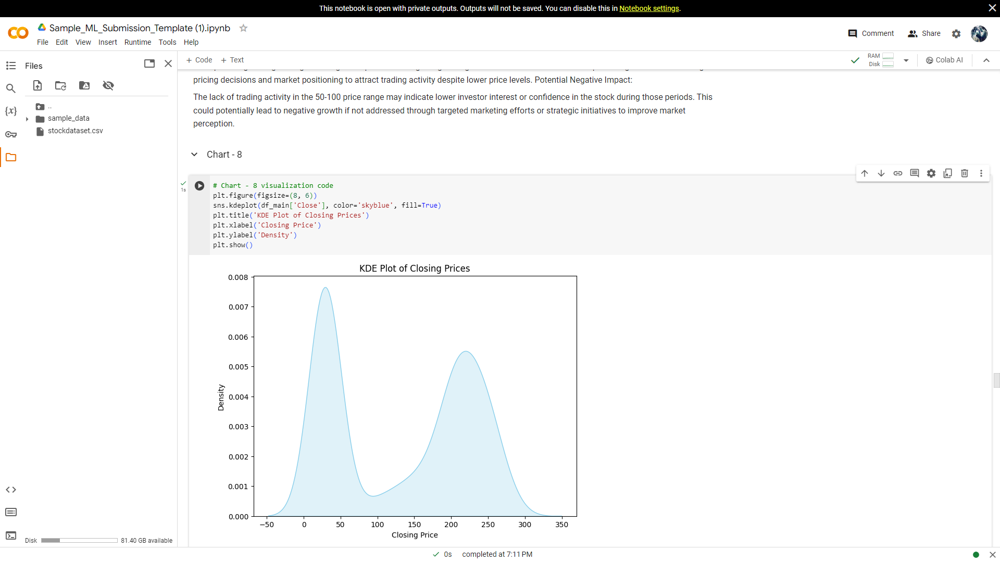 This notebook is open with private outputs. Outputs will not be saved. You can disable this in Notebook settings.
Sample_ML_Submission_Template (1).ipynb
File Edit View Insert Runtime Tools Help
Comment Share
Files
+ Code + Text
RAM
Disk
Colab AI
..
sample_data
stockdataset.csv
{x}
pricing decisions and market positioning to attract trading activity despite lower price levels. Potential Negative Impact:
The lack of trading activity in the 50-100 price range may indicate lower investor interest or confidence in the stock during those periods. This
could potentially lead to negative growth if not addressed through targeted marketing efforts or strategic initiatives to improve market
perception.
Chart - 8
1s
# Chart - 8 visualization code
plt.figure(figsize=(8, 6))
sns.kdeplot(df_main['Close'], color='skyblue', fill=True)
plt.title('KDE Plot of Closing Prices')
plt.xlabel('Closing Price')
plt.ylabel('Density')
plt.show()
KDE Plot of Closing Prices
0.008
0.007
0.006
0.005
0.004
0.003
0.002
0.001
0.000
Density
−50 0 50 100 150 200 250 300 350
Closing Price
Disk 81.40 GB available
0s completed at 7:11 PM